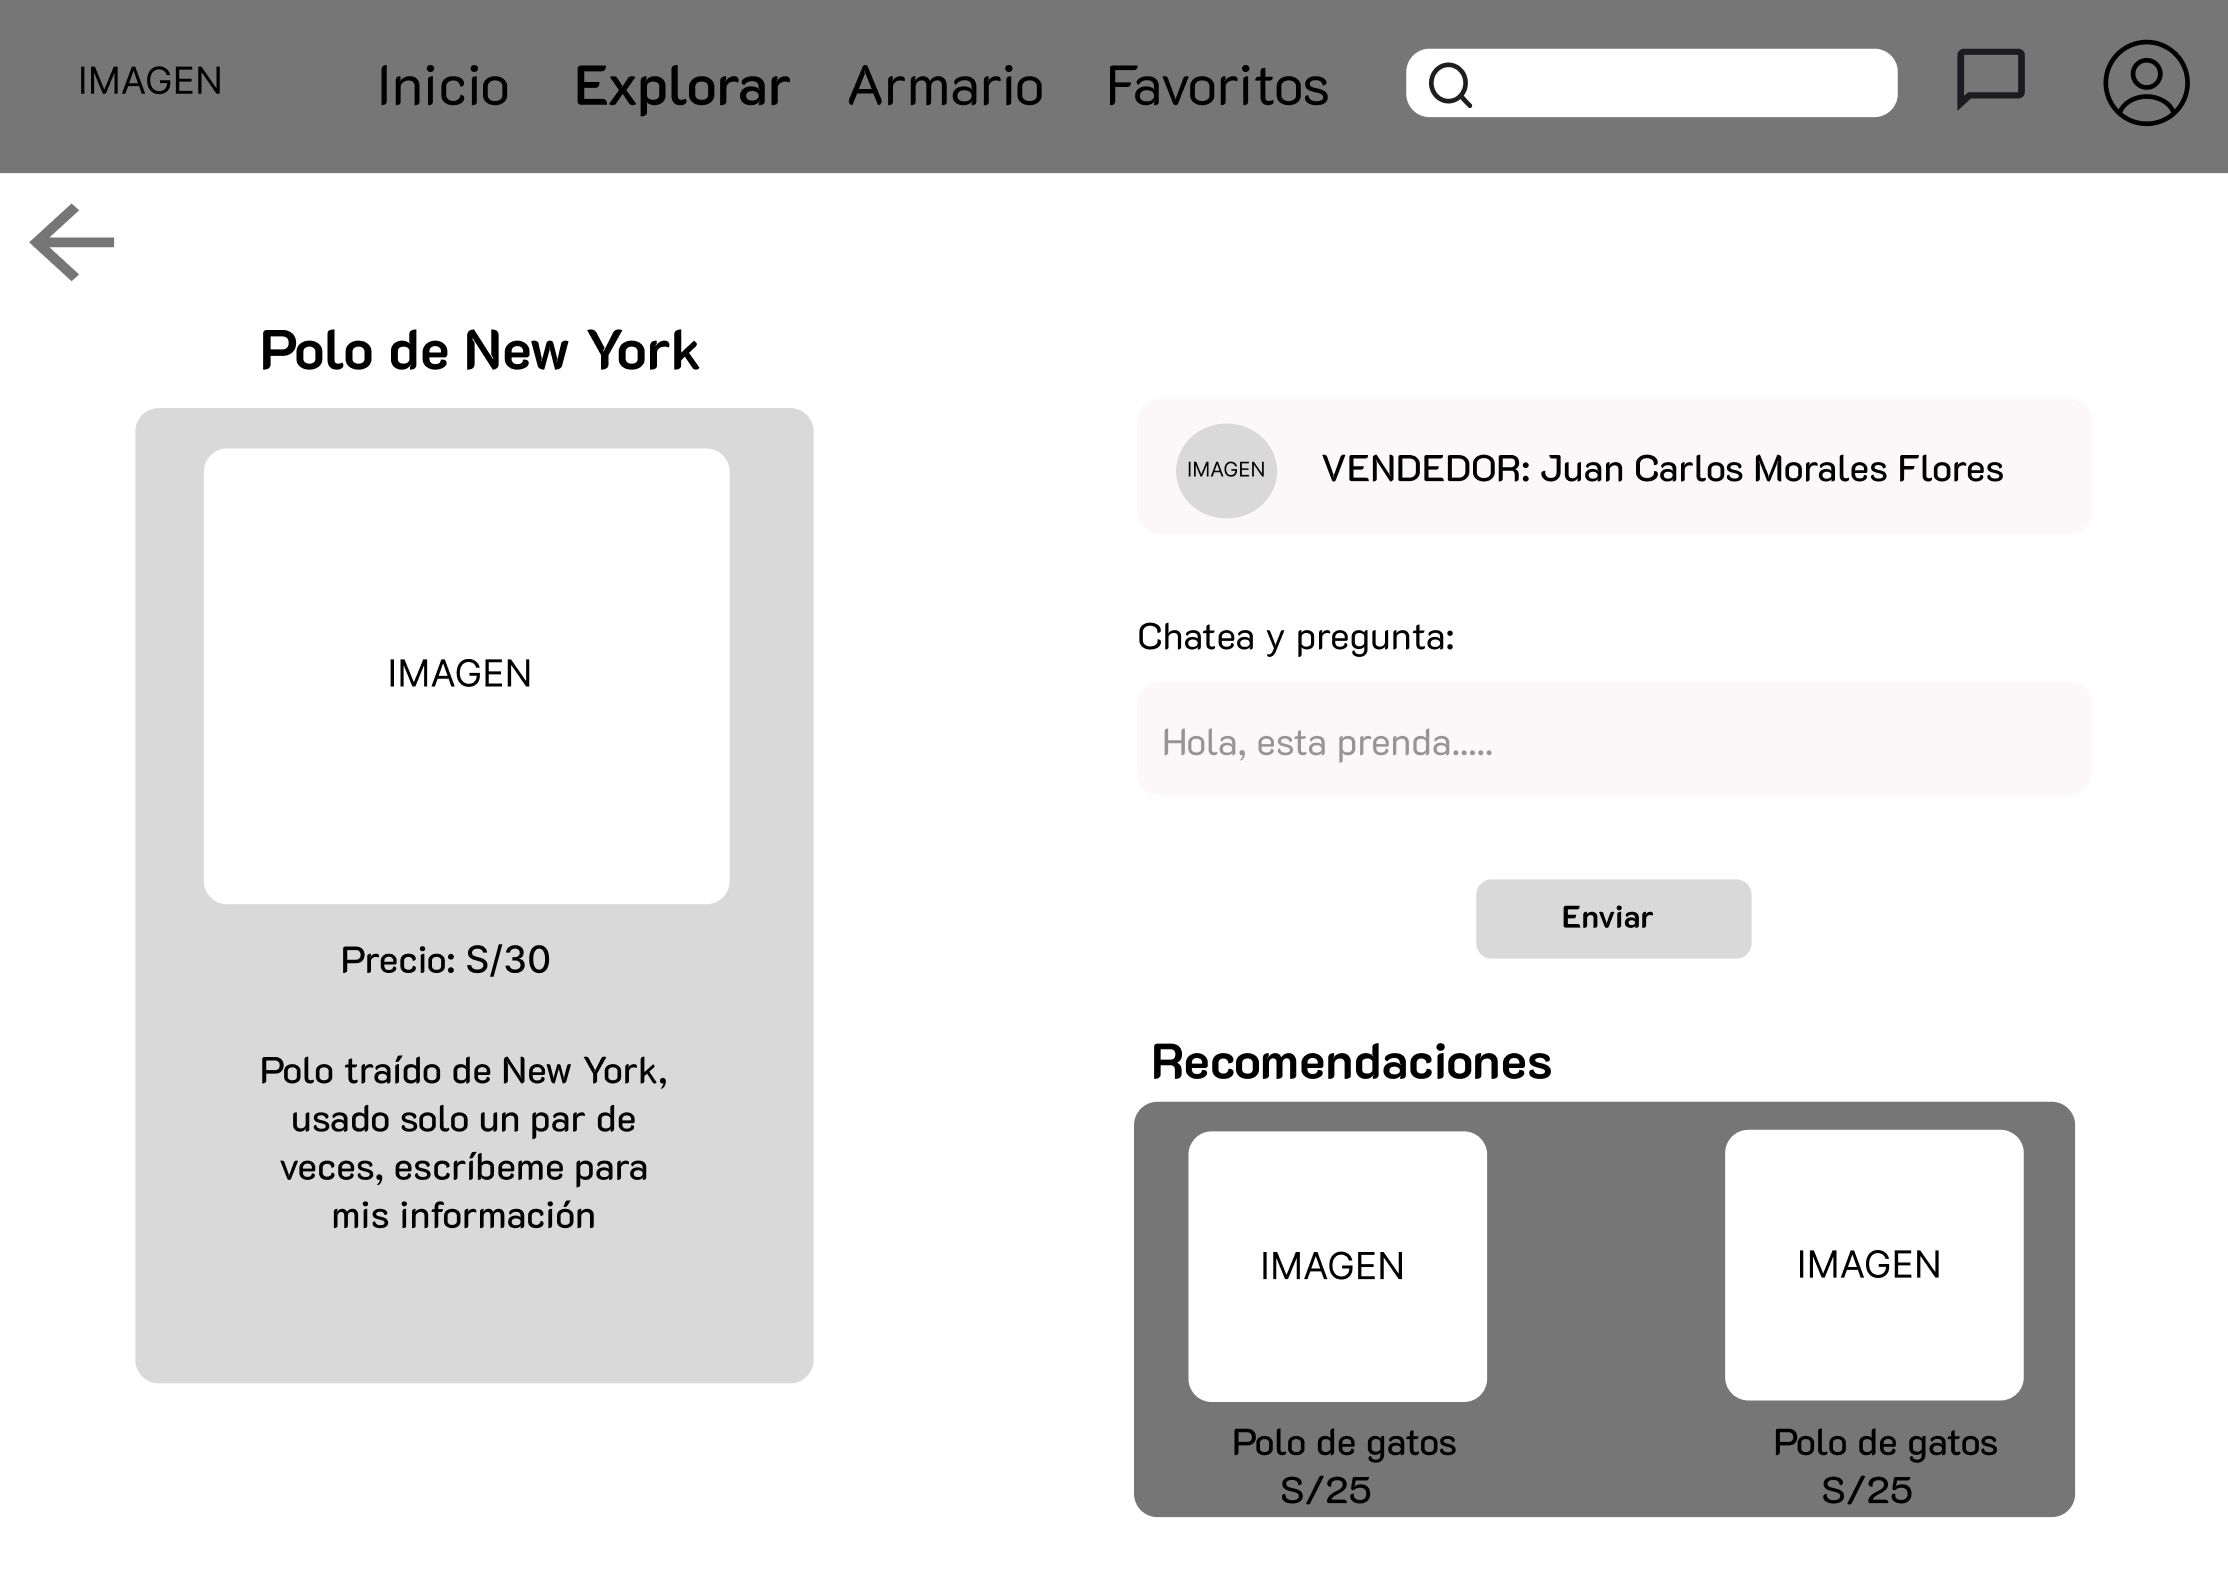 IMAGEN
Inicio
Explorar
Armario
Favoritos
Polo de New York
IMAGEN
Precio: S/30
Polo traído de New York,
usado solo un par de
veces, escríbeme para
mis información
IMAGEN
VENDEDOR: Juan Carlos Morales Flores
Chatea y pregunta:
Hola, esta prenda.....
Enviar
Recomendaciones
IMAGEN
Polo de gatos
S/25
IMAGEN
Polo de gatos
S/25